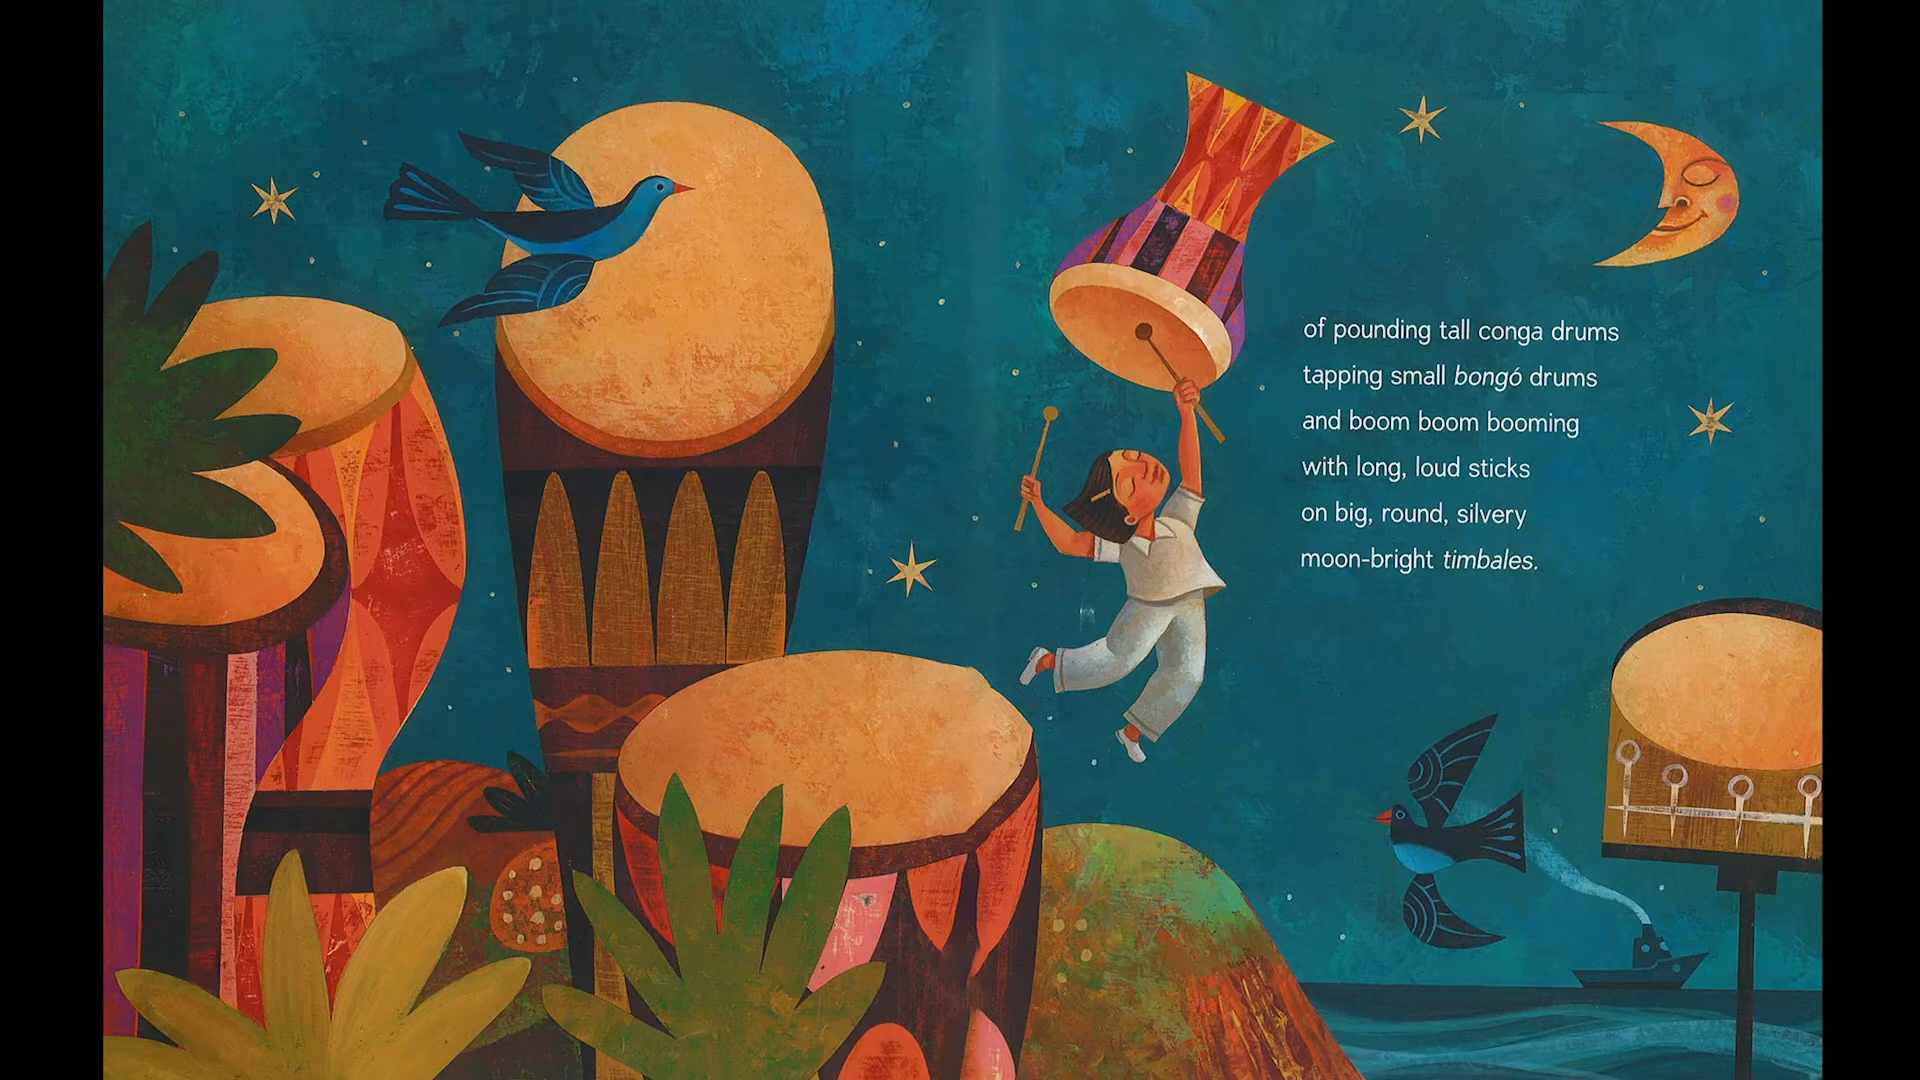 of pounding tall conga drums
tapping small bongó drums
and boom boom booming
with long, loud sticks
on big, round, silvery
moon-bright timbales.